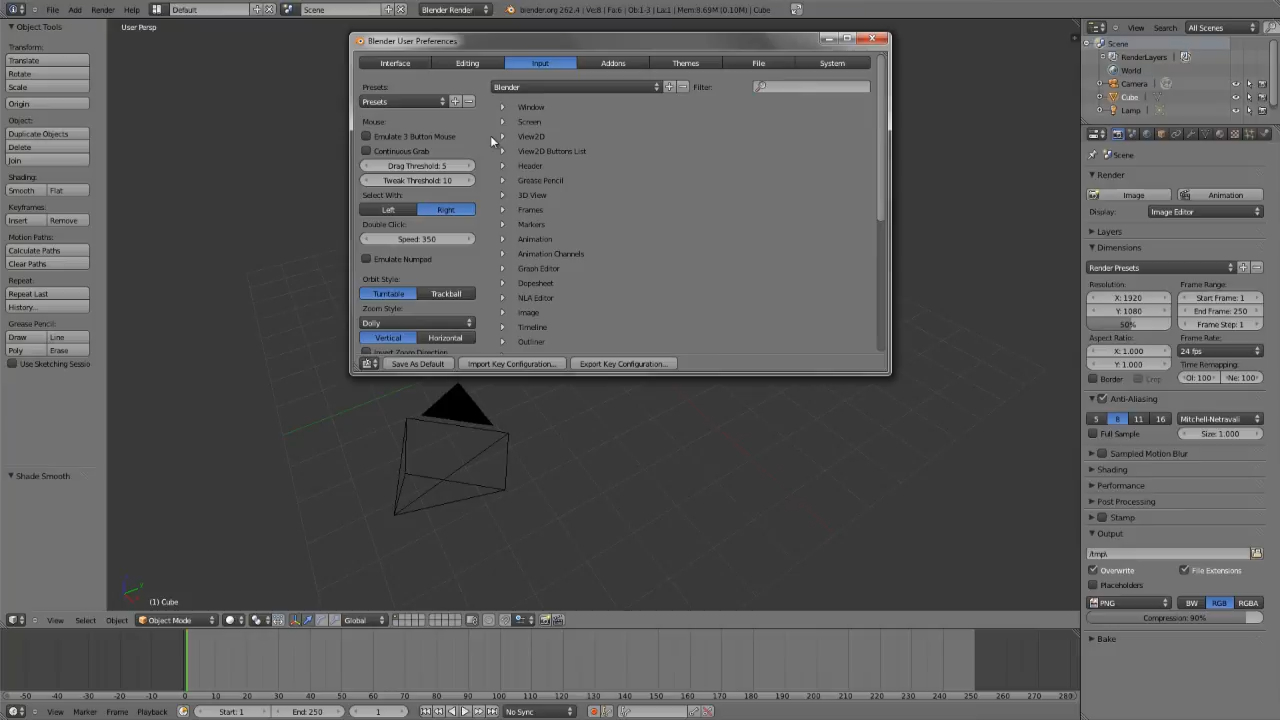 File Add Render Help Default Scene Blender Render blender.org 262.4 | Ve:8 | Fa:6 | Ob:1-3 | La:1 | Mem:8.69M (0.10M) | Cube
Object Tools
Transform:
Translate
Rotate
Scale
Origin
Object:
Duplicate Objects
Delete
Join
Shading:
Smooth Flat
Keyframes:
Insert Remove
Motion Paths:
Calculate Paths
Clear Paths
Repeat:
Repeat Last
History...
Grease Pencil:
Draw Line
Poly Erase
Use Sketching Sessio
Shade Smooth
User Persp
Blender User Preferences
Interface Editing Input Addons Themes File System
Presets:
Presets
Mouse:
Emulate 3 Button Mouse
Continuous Grab
Drag Threshold: 5
Tweak Threshold: 10
Select With:
Left Right
Double Click:
Speed: 350
Emulate Numpad
Orbit Style:
Turntable Trackball
Zoom Style:
Dolly
Vertical Horizontal
Invert Zoom Direction
Blender Filter:
Window
Screen
View2D
View2D Buttons List
Header
Grease Pencil
3D View
Frames
Markers
Animation
Animation Channels
Graph Editor
Dopesheet
NLA Editor
Image
Timeline
Outliner
Save As Default Import Key Configuration... Export Key Configuration...
(1) Cube
View Select Object Object Mode Global
-50 -40 -30 -20 -10 0 10 20 30 40 50 60 70 80 90 100 110 120 130 140 150 160 170 180 190 200 210 220 230 240 250 260 270 280
View Marker Frame Playback Start: 1 End: 250 1 No Sync
View Search All Scenes
Scene
RenderLayers
World
Camera
Cube
Lamp
Scene
Render
Image Animation
Display: Image Editor
Layers
Dimensions
Render Presets
Resolution: Frame Range:
X: 1920 Start Frame: 1
Y: 1080 End Frame: 250
50% Frame Step: 1
Aspect Ratio: Frame Rate:
X: 1.000 24 fps
Y: 1.000 Time Remapping:
Border Crop Ol: 100 Ne: 100
Anti-Aliasing
5 8 11 16 Mitchell-Netravali
Full Sample Size: 1.000
Sampled Motion Blur
Shading
Performance
Post Processing
Stamp
Output
/tmp\
Overwrite File Extensions
Placeholders
PNG BW RGB RGBA
Compression: 90%
Bake